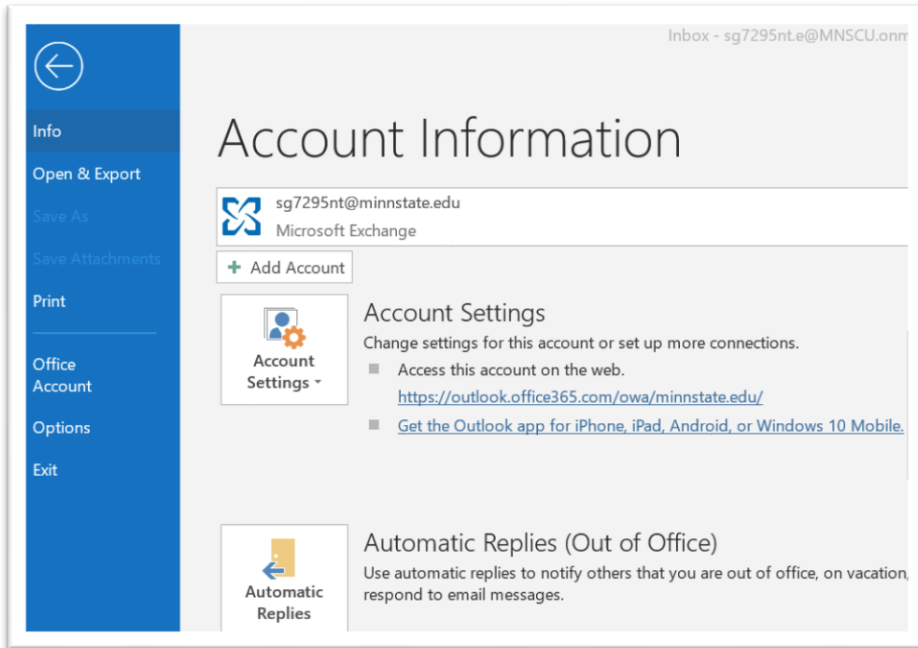 Inbox - sg7295nt.e@MNSCU.onm
Info
Open & Export
Save As
Save Attachments
Print
Office
Account
Options
Exit
Account Information
sg7295nt@minnstate.edu
Microsoft Exchange
+ Add Account
Account
Settings
Account Settings
Change settings for this account or set up more connections.
Access this account on the web.
https://outlook.office365.com/owa/minnstate.edu/
Get the Outlook app for iPhone, iPad, Android, or Windows 10 Mobile.
Automatic
Replies
Automatic Replies (Out of Office)
Use automatic replies to notify others that you are out of office, on vacation,
respond to email messages.